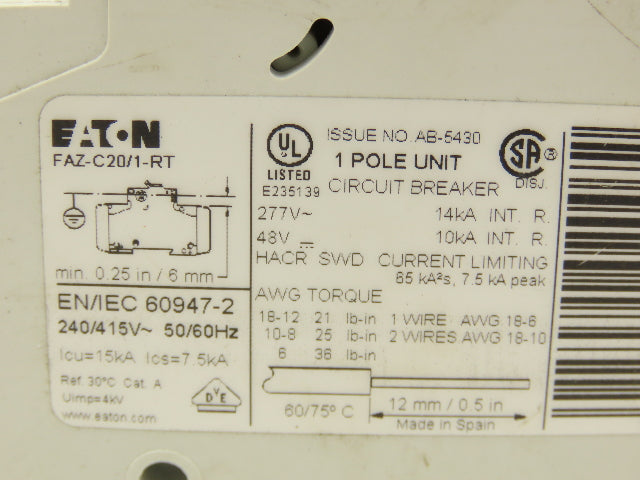 EATON
FAZ-C20/1-RT
min. 0.25 in / 6 mm
EN/IEC 60947-2
240/415V~ 50/60Hz
Icu=15kA Ics=7.5kA
Ref. 30°C Cat. A
Uimp=4kV
www.eaton.com
DVE
UL
LISTED
E235139
ISSUE NO. AB-5430
1 POLE UNIT
CIRCUIT BREAKER
SA
DISJ.
277V~ 14kA INT. R.
48V 10kA INT. R.
HACR SWD CURRENT LIMITING
85 kA²s, 7.5 kA peak
AWG TORQUE
18-12 21 lb-in 1 WIRE AWG 18-6
10-8 25 lb-in 2 WIRES AWG 18-10
6 36 lb-in
60/75° C
12 mm / 0.5 in
Made in Spain